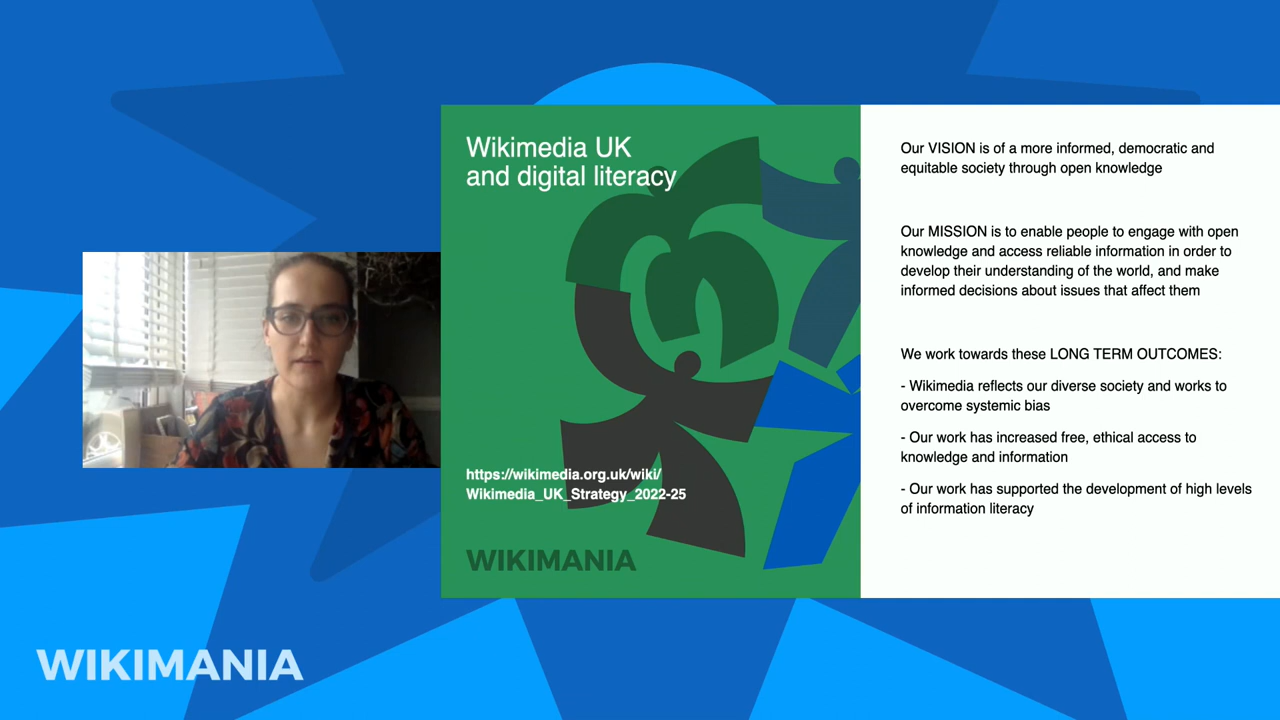 Wikimedia UK
and digital literacy
https://wikimedia.org.uk/wiki/
Wikimedia_UK_Strategy_2022-25
WIKIMANIA
Our VISION is of a more informed, democratic and
equitable society through open knowledge
Our MISSION is to enable people to engage with open
knowledge and access reliable information in order to
develop their understanding of the world, and make
informed decisions about issues that affect them
We work towards these LONG TERM OUTCOMES:
- Wikimedia reflects our diverse society and works to
overcome systemic bias
- Our work has increased free, ethical access to
knowledge and information
- Our work has supported the development of high levels
of information literacy
WIKIMANIA